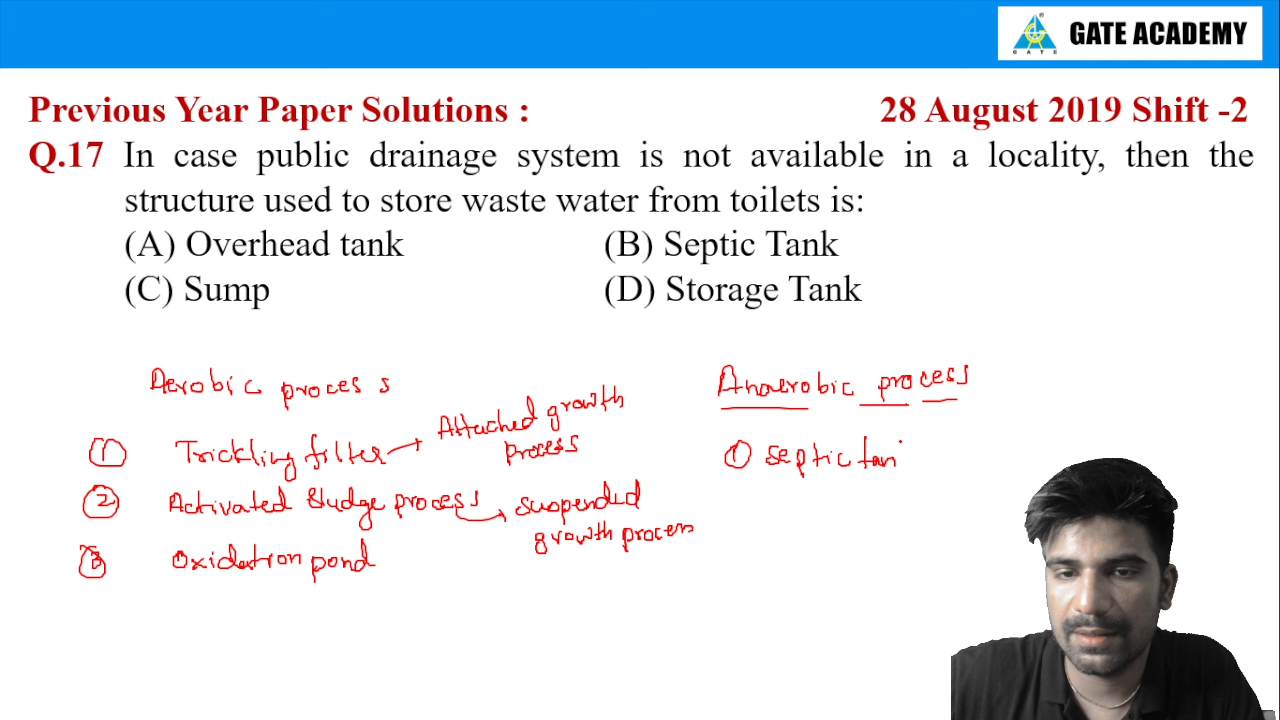 GATE ACADEMY
GATE
Previous Year Paper Solutions :
28 August 2019 Shift -2
Q.17 In case public drainage system is not available in a locality, then the
structure used to store waste water from toilets is:
(A) Overhead tank
(B) Septic Tank
(C) Sump
(D) Storage Tank
Aerobic process
Anaerobic process
① Trickling filter → Attached growth
process
① septic tan
② Activated sludge process → suspended
growth process
③ Oxidation pond